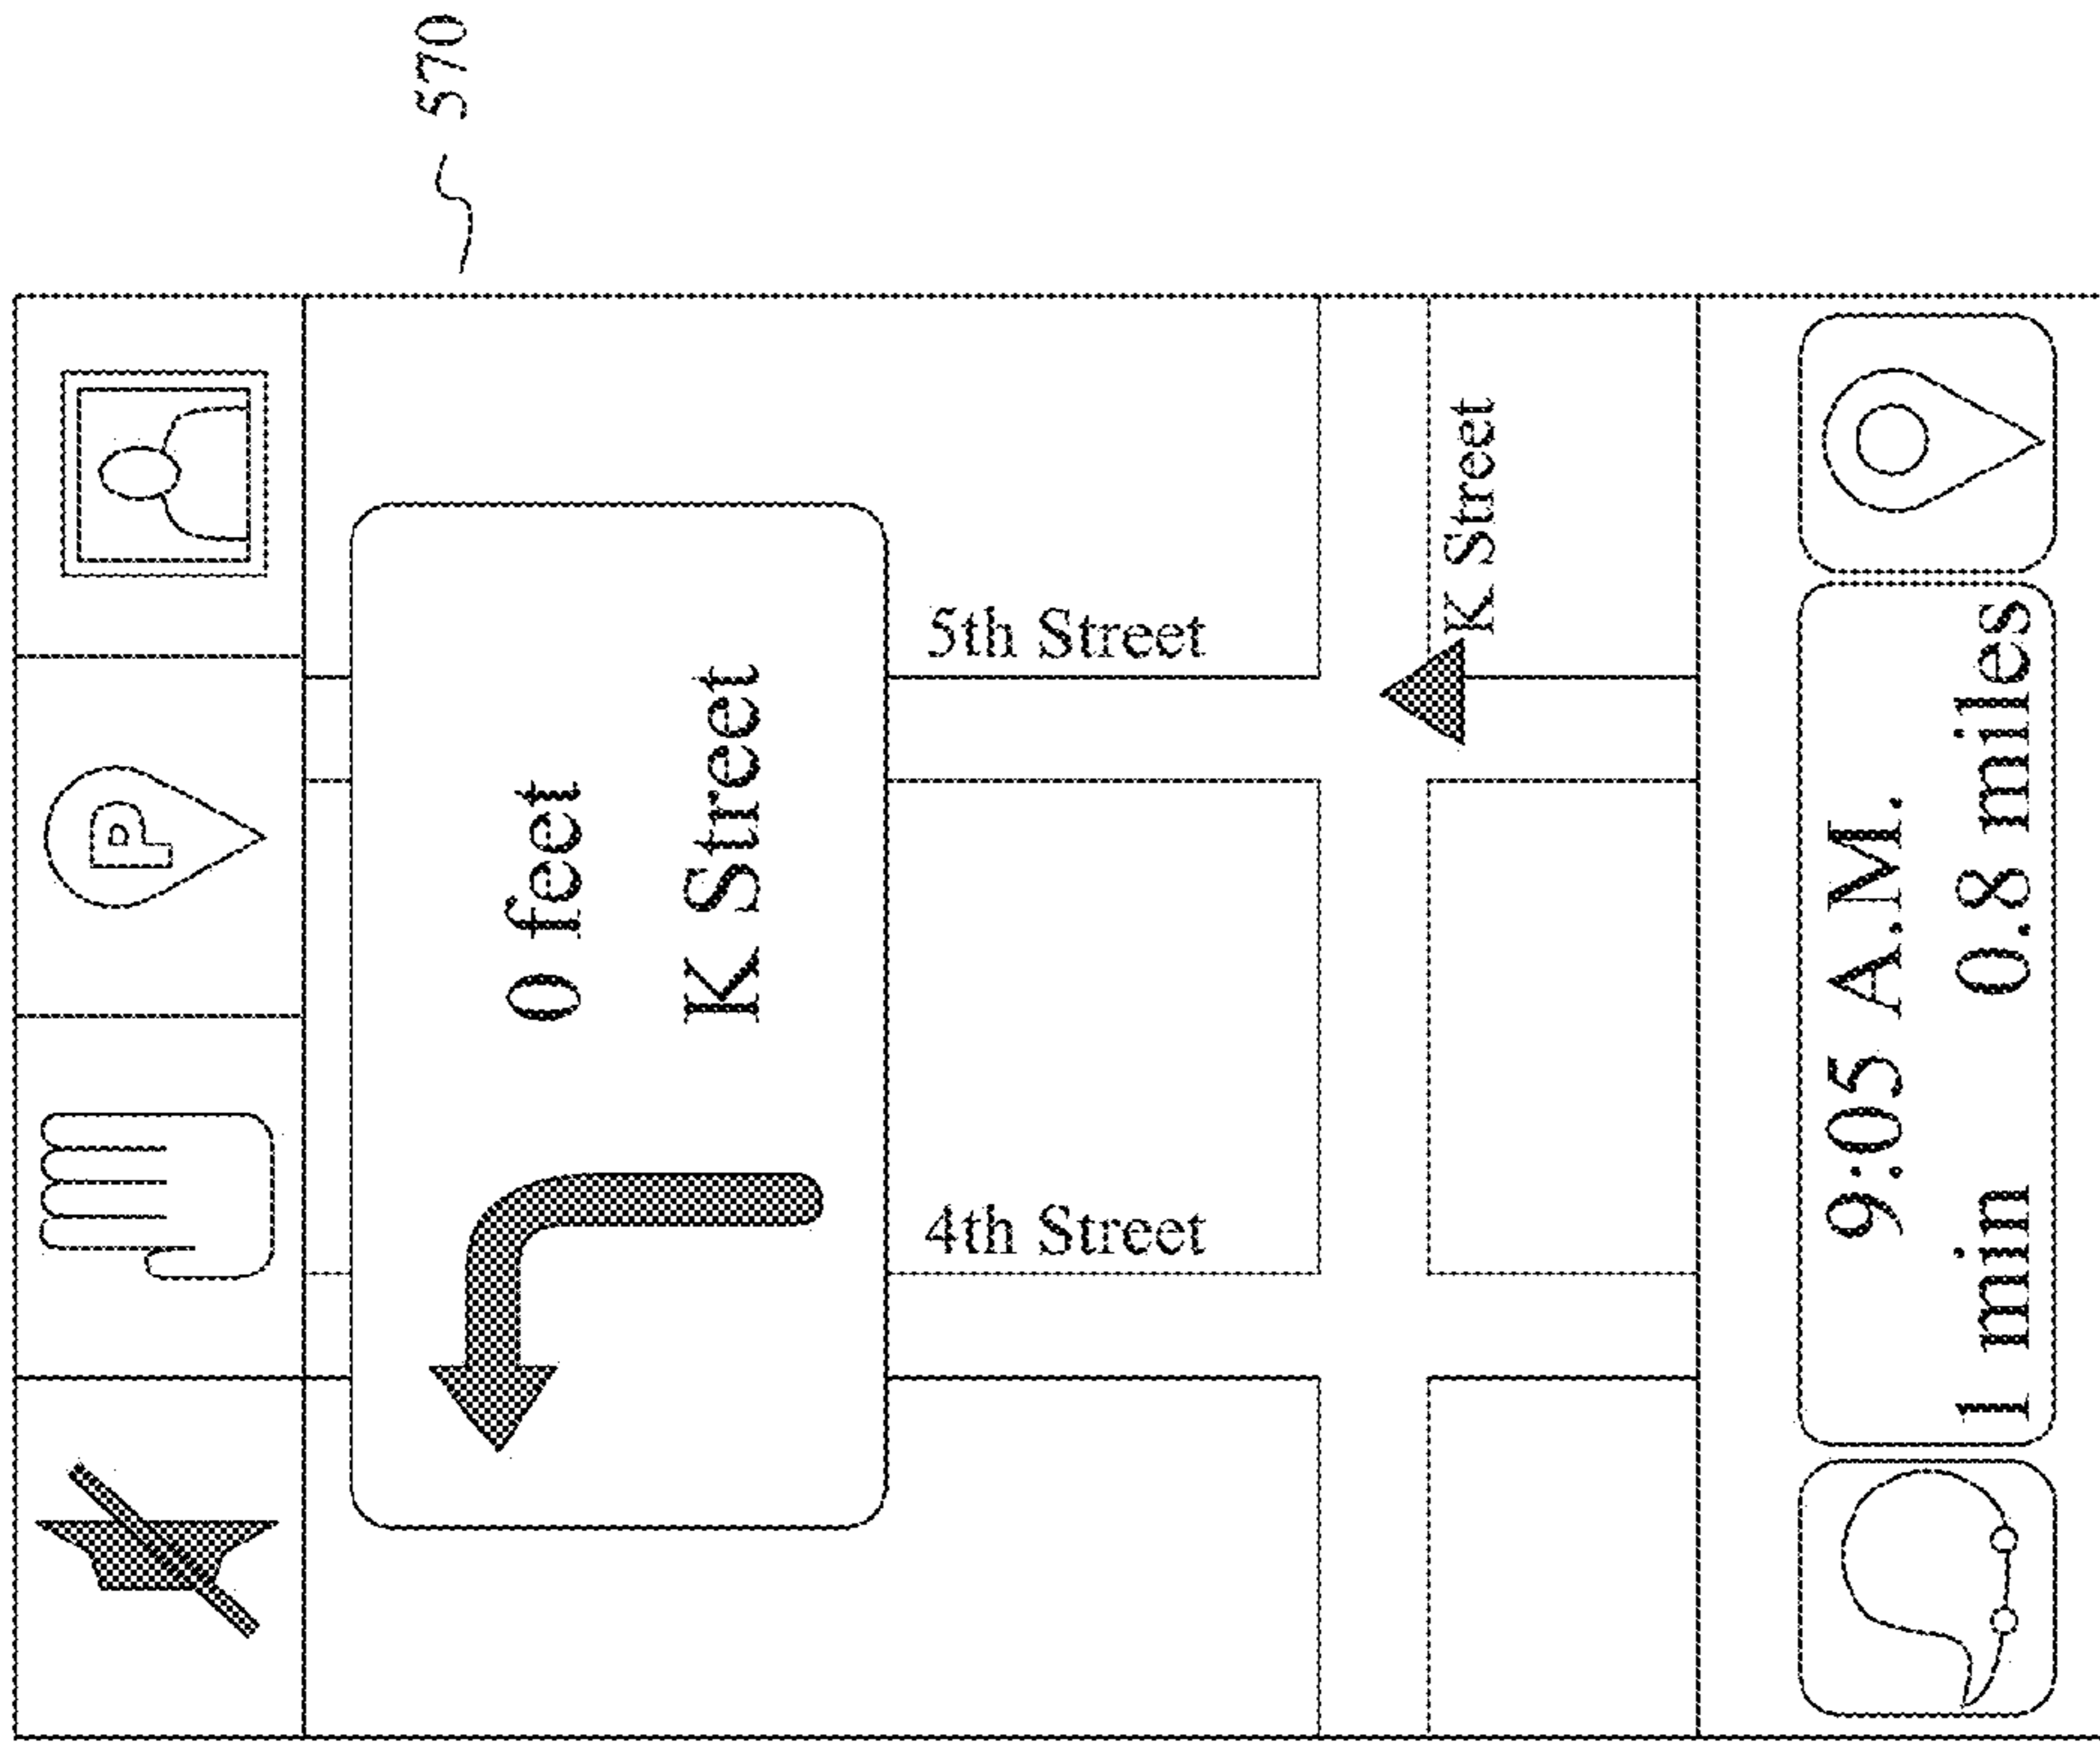 570
P
0 feet
K Street
5th Street
4th Street
K Street
9:05 A.M.
1 min 0.8 miles